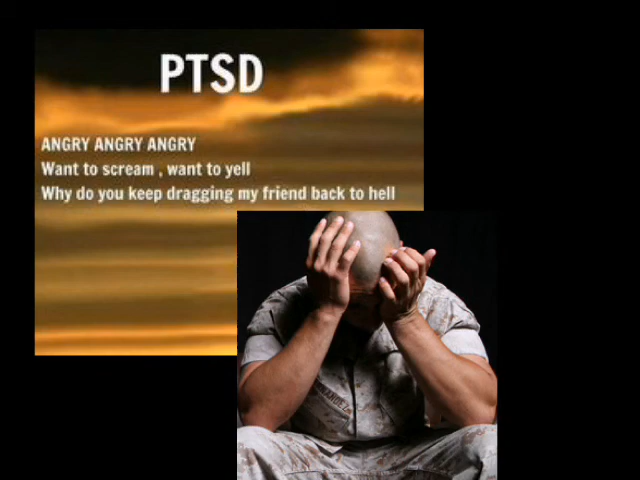 PTSD
ANGRY ANGRY ANGRY
Want to scream , want to yell
Why do you keep dragging my friend back to hell